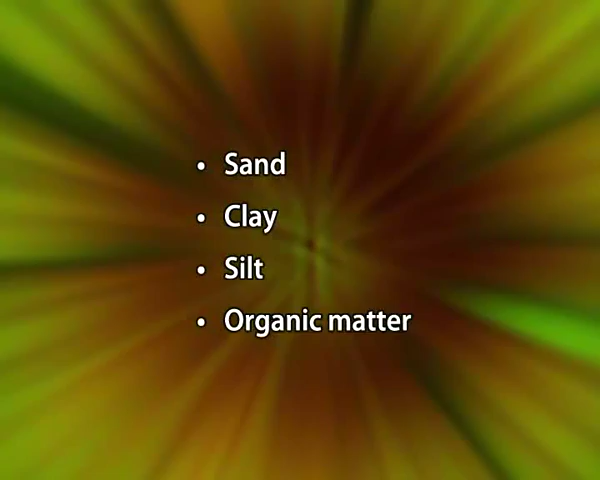 • Sand
• Clay
• Silt
• Organic matter